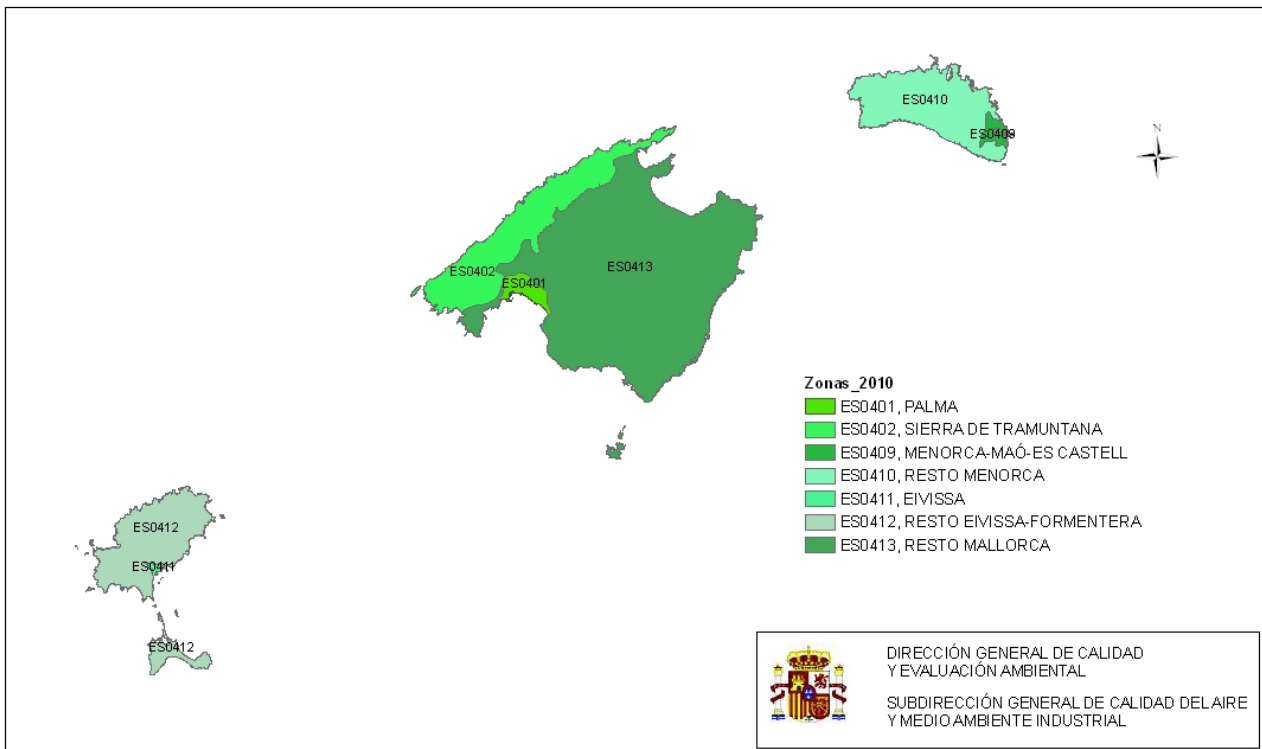 ES0410
ES0409
N
ES0413
ES0402
ES0401
Zonas_2010
ES0401, PALMA
ES0402, SIERRA DE TRAMUNTANA
ES0409, MENORCA-MAÓ-ES CASTELL
ES0410, RESTO MENORCA
ES0411, EIVISSA
ES0412, RESTO EIVISSA-FORMENTERA
ES0413, RESTO MALLORCA
ES0412
ES0411
ES0412
DIRECCIÓN GENERAL DE CALIDAD
Y EVALUACIÓN AMBIENTAL
SUBDIRECCIÓN GENERAL DE CALIDAD DEL AIRE
Y MEDIO AMBIENTE INDUSTRIAL